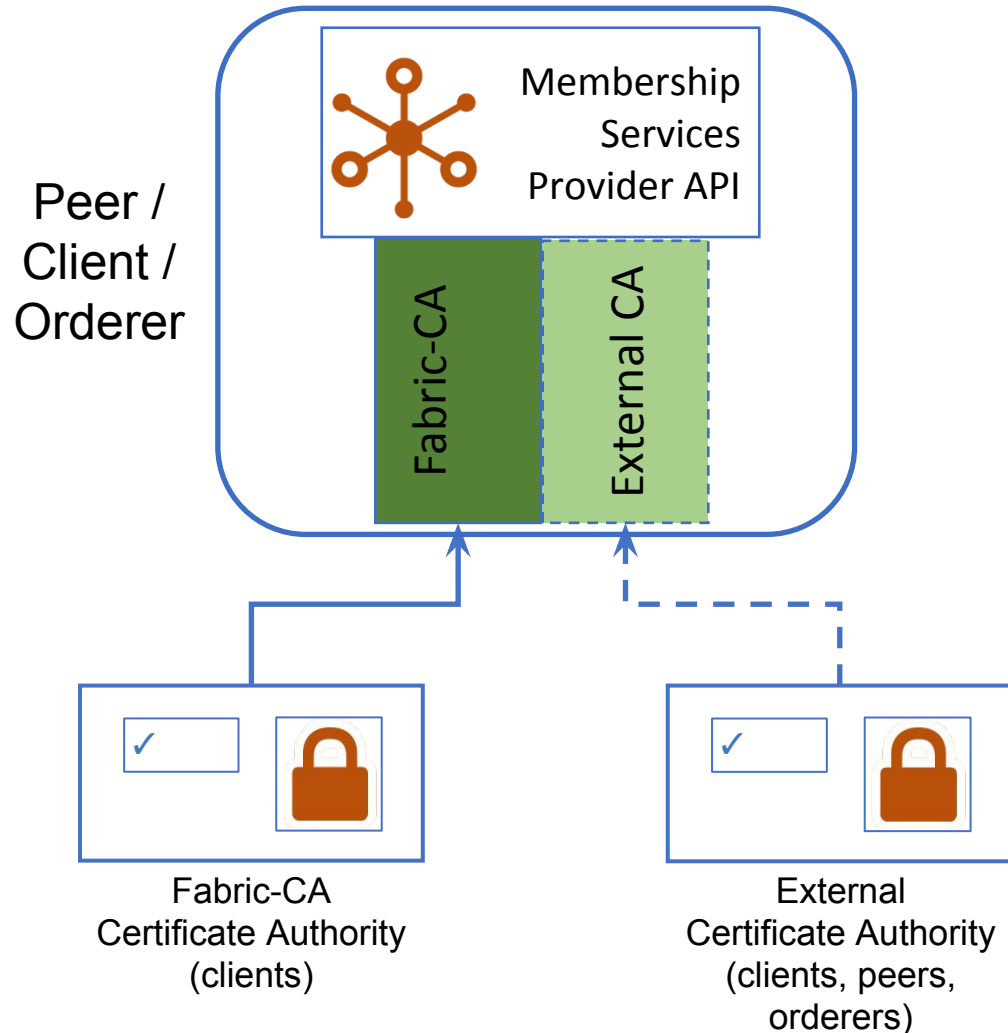 Membership
Services
Provider API
Peer /
Client /
Orderer
Fabric-CA
External CA
✓
✓
Fabric-CA
Certificate Authority
(clients)
External
Certificate Authority
(clients, peers,
orderers)